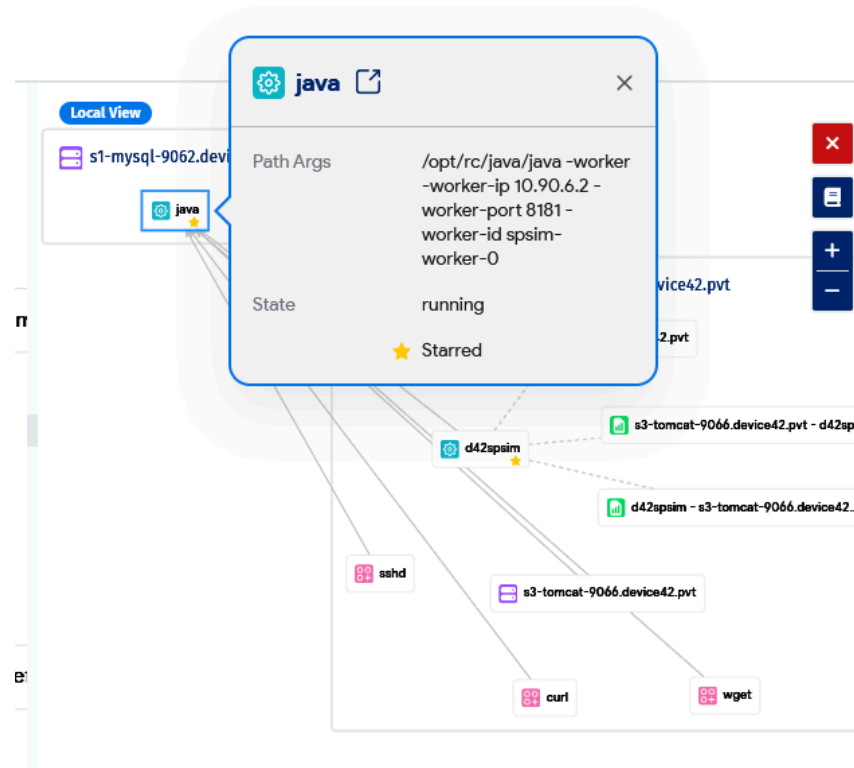 Local View
s1-mysql-9062.devi
java
java
Path Args
/opt/rc/java/java -worker
-worker-ip 10.90.6.2 -
worker-port 8181 -
worker-id spsim-
worker-0
State
running
Starred
vice42.pvt
2.pvt
s3-tomcat-9066.device42.pvt - d42sp
d42spsim
d42spsim - s3-tomcat-9066.device42...
sshd
s3-tomcat-9066.device42.pvt
curl
wget